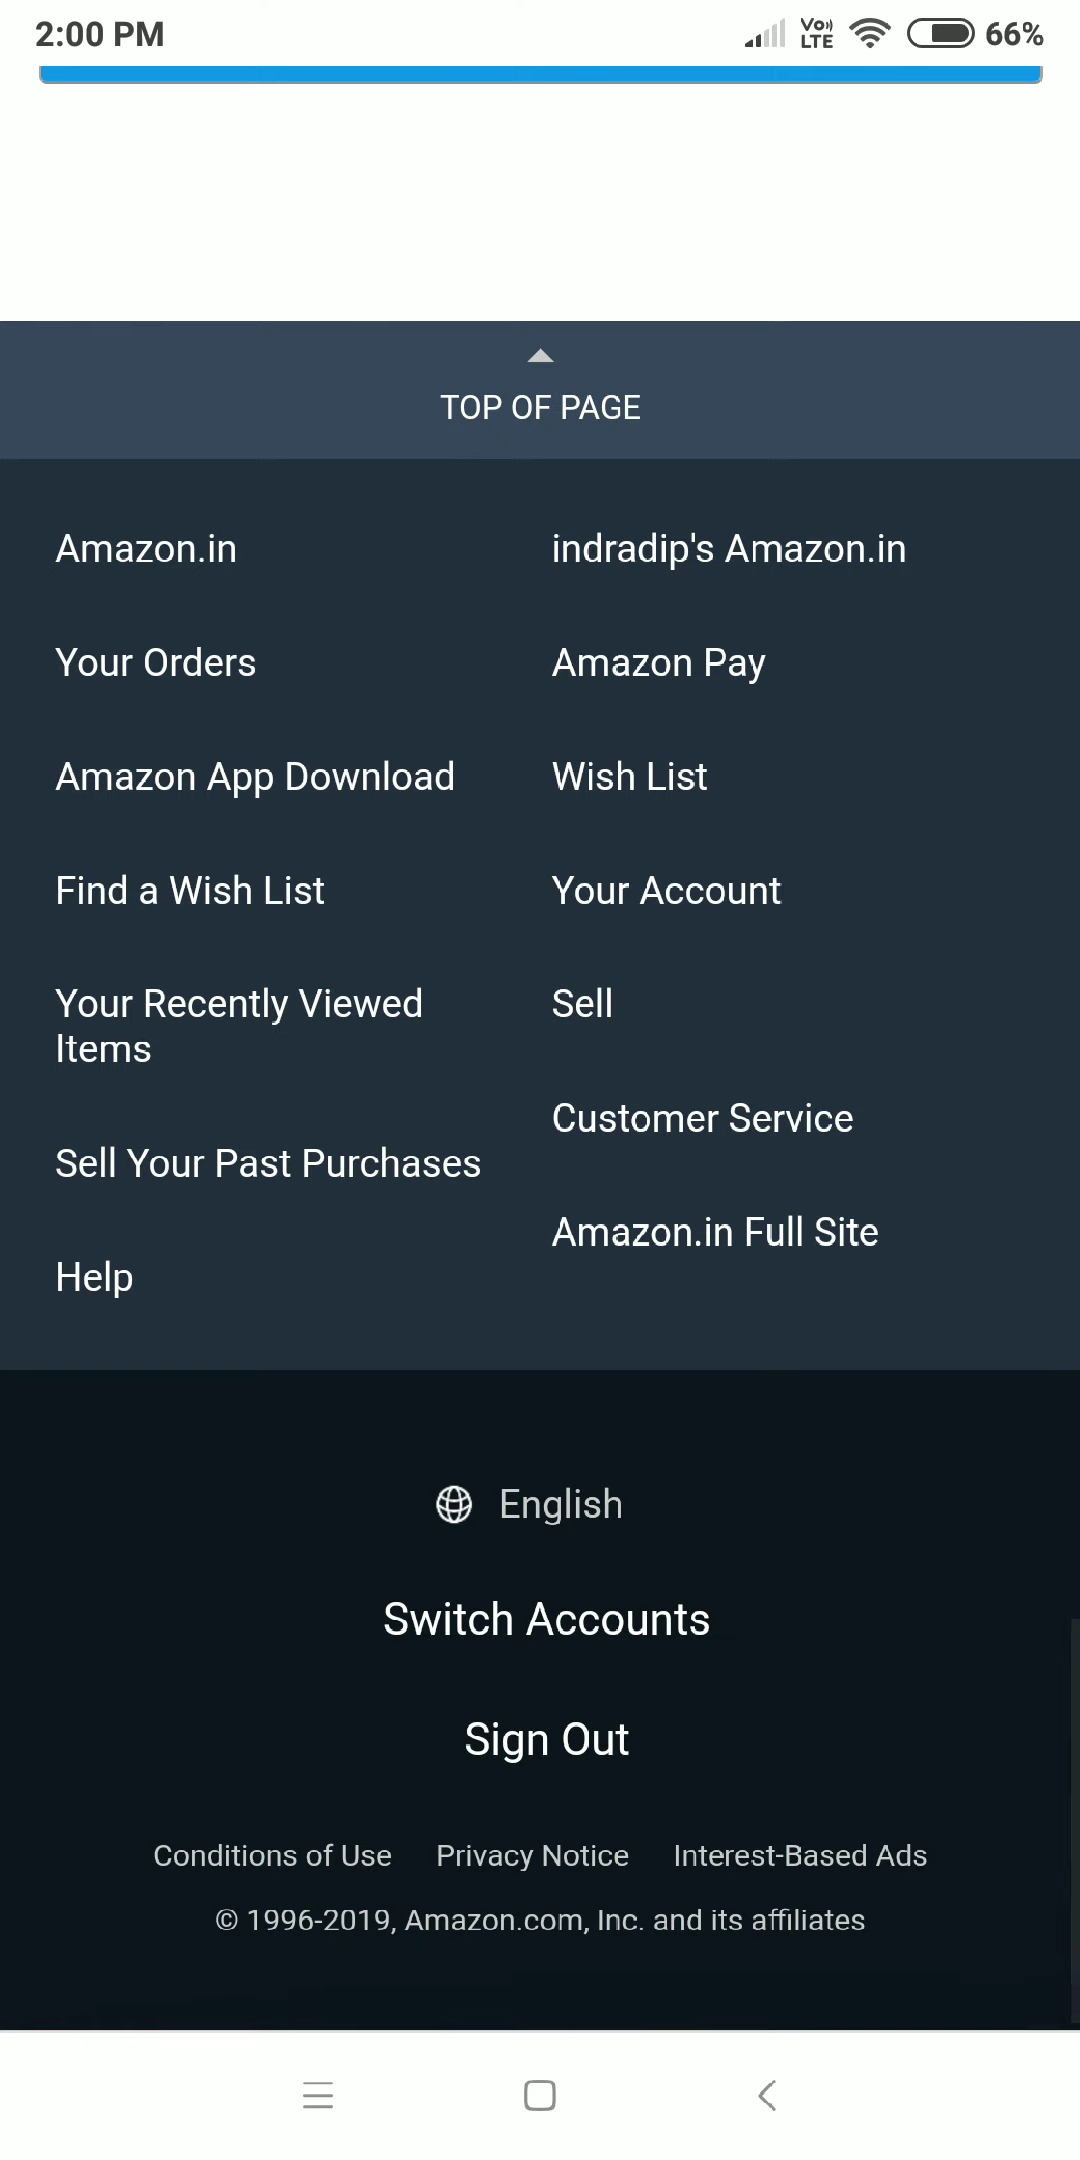 2:00 PM
Vo)) LTE 66%
TOP OF PAGE
Amazon.in
indradip's Amazon.in
Your Orders
Amazon Pay
Amazon App Download
Wish List
Find a Wish List
Your Account
Your Recently Viewed
Items
Sell
Customer Service
Sell Your Past Purchases
Amazon.in Full Site
Help
English
Switch Accounts
Sign Out
Conditions of Use Privacy Notice Interest-Based Ads
© 1996-2019, Amazon.com, Inc. and its affiliates